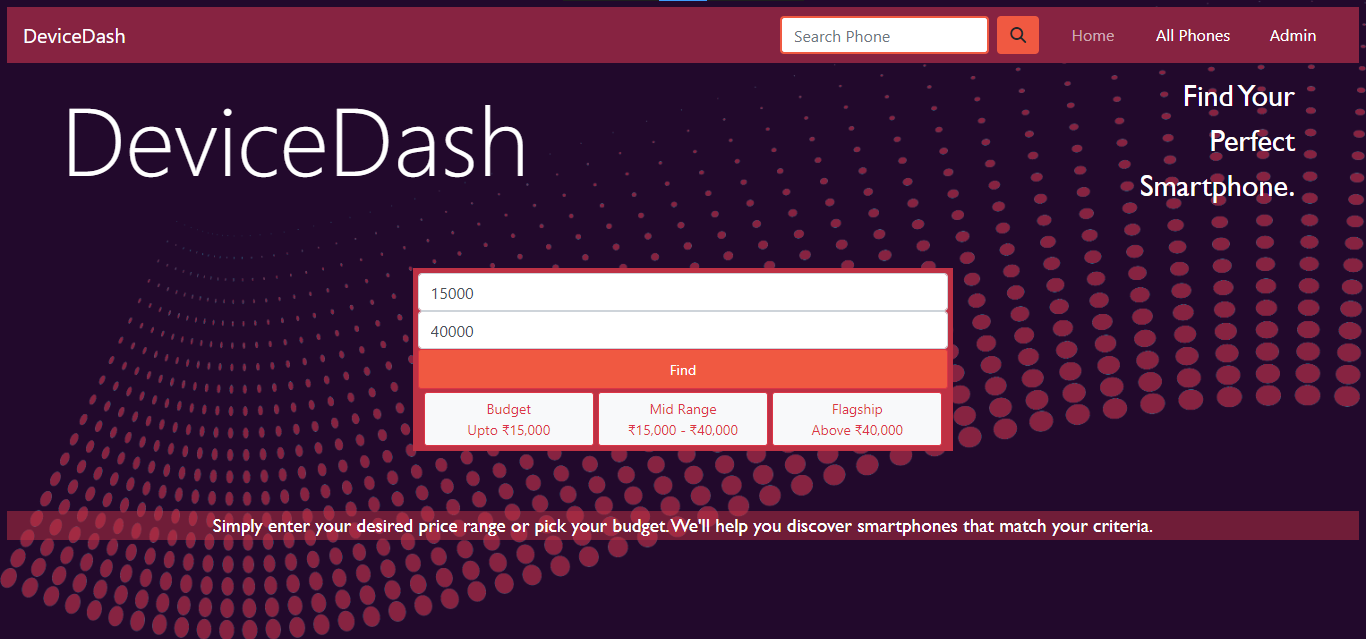 DeviceDash
Search Phone
Home
All Phones
Admin
DeviceDash
Find Your
Perfect
Smartphone.
15000
40000
Find
Budget
Upto ₹15,000
Mid Range
₹15,000 - ₹40,000
Flagship
Above ₹40,000
Simply enter your desired price range or pick your budget. We'll help you discover smartphones that match your criteria.